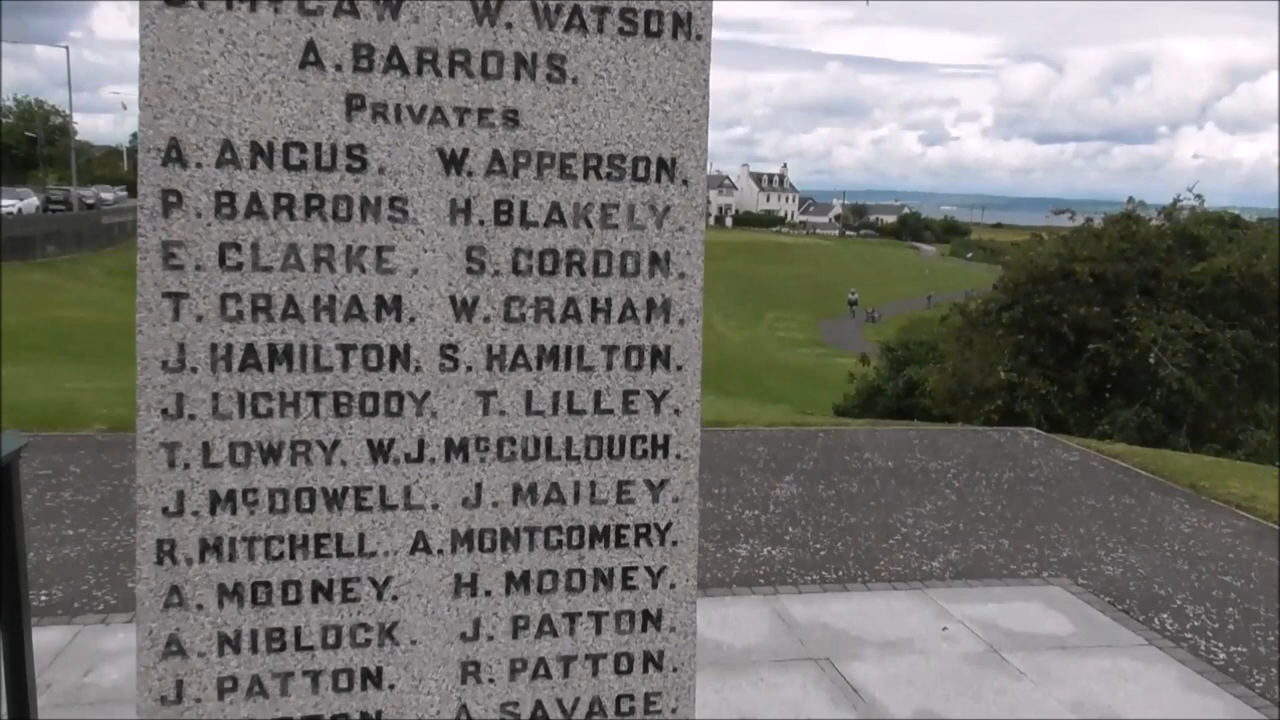 J. McCAW. W. WATSON.
A. BARRONS.
PRIVATES
A. ANGUS. W. APPERSON.
P. BARRONS. H. BLAKELY.
E. CLARKE. S. GORDON.
T. GRAHAM. W. GRAHAM.
J. HAMILTON. S. HAMILTON.
J. LIGHTBODY. T. LILLEY.
T. LOWRY. W.J. McCULLOUGH.
J. McDOWELL. J. MAILEY.
R. MITCHELL. A. MONTGOMERY.
A. MOONEY. H. MOONEY.
A. NIBLOCK. J. PATTON.
J. PATTON. R. PATTON.
A. SAVAGE.